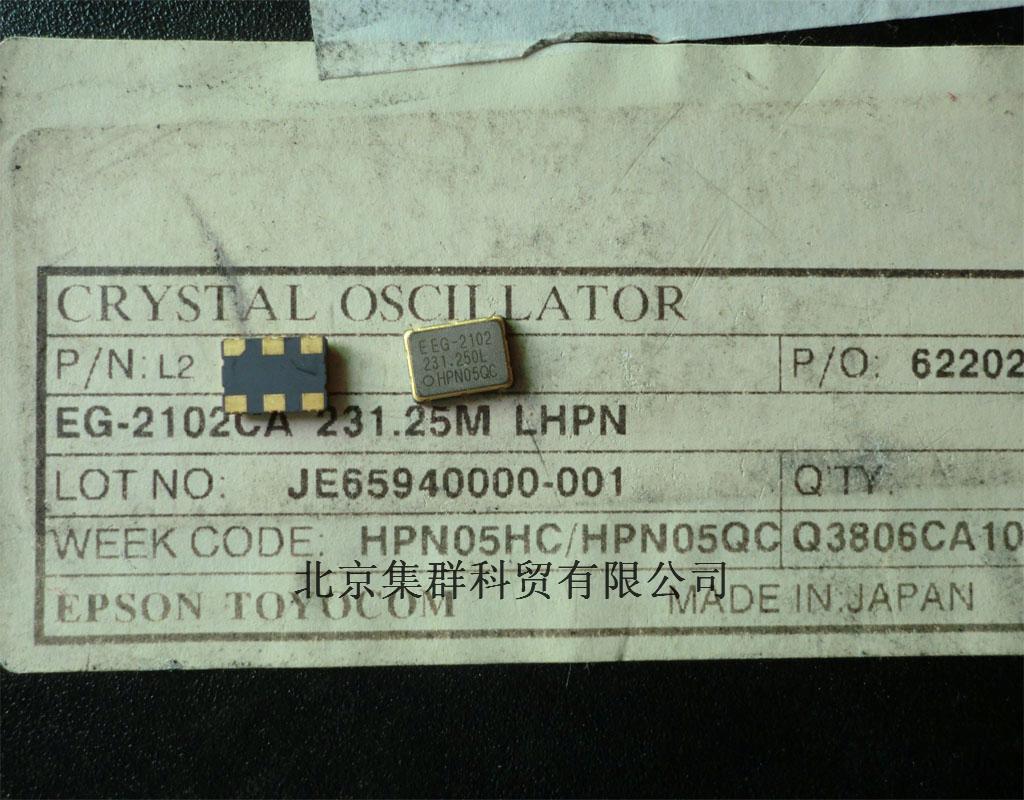 CRYSTAL OSCILLATOR
P/N: L2
P/O: 62202
E EG-2102
231.250L
HPN05QC
EG-2102CA 231.25M LHPN
LOT NO: JE65940000-001
Q'TY
WEEK CODE: HPN05HC/HPN05QC
Q3806CA10
北京集群科贸有限公司
EPSON TOYOCOM
MADE IN JAPAN